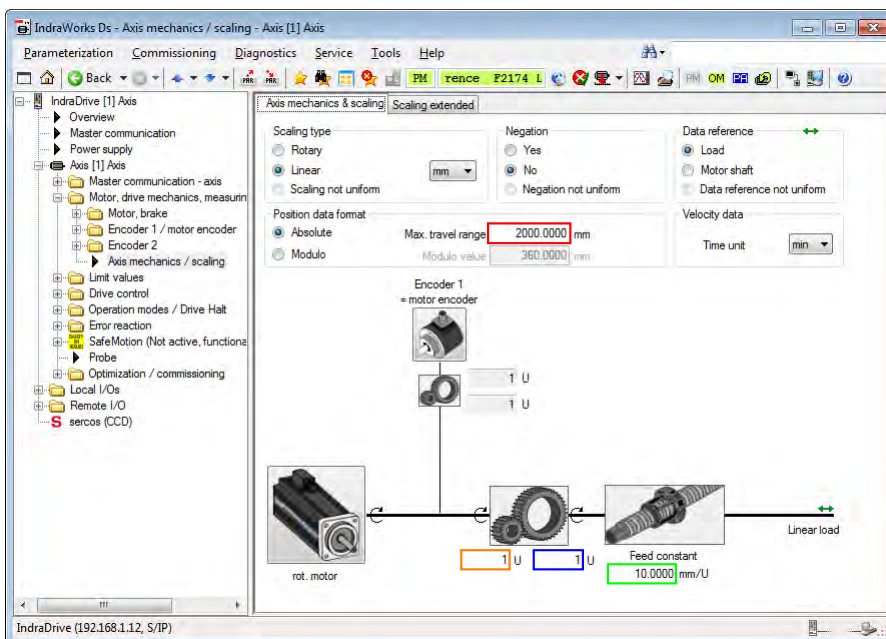 IndraWorks Ds - Axis mechanics / scaling - Axis [1] Axis
Parameterization Commissioning Diagnostics Service Tools Help
Back PAR PAR PM rence F2174 L PM OM
IndraDrive [1] Axis
Overview
Master communication
Power supply
Axis [1] Axis
Master communication - axis
Motor, drive mechanics, measurin
Motor, brake
Encoder 1 / motor encoder
Encoder 2
Axis mechanics / scaling
Limit values
Drive control
Operation modes / Drive Halt
Error reaction
SafeMotion (Not active, functiona
Probe
Optimization / commissioning
Local I/Os
Remote I/O
S sercos (CCD)
Axis mechanics & scaling Scaling extended
Scaling type
Rotary
Linear mm
Scaling not uniform
Negation
Yes
No
Negation not uniform
Data reference
Load
Motor shaft
Data reference not uniform
Position data format
Absolute Max. travel range 2000.0000 mm
Modulo Modulo value 360.0000 mm
Velocity data
Time unit min
Encoder 1
= motor encoder
1 U
1 U
Linear load
rot. motor
1 U 1 U
Feed constant
10.0000 mm/U
IndraDrive (192.168.1.12, S/IP)